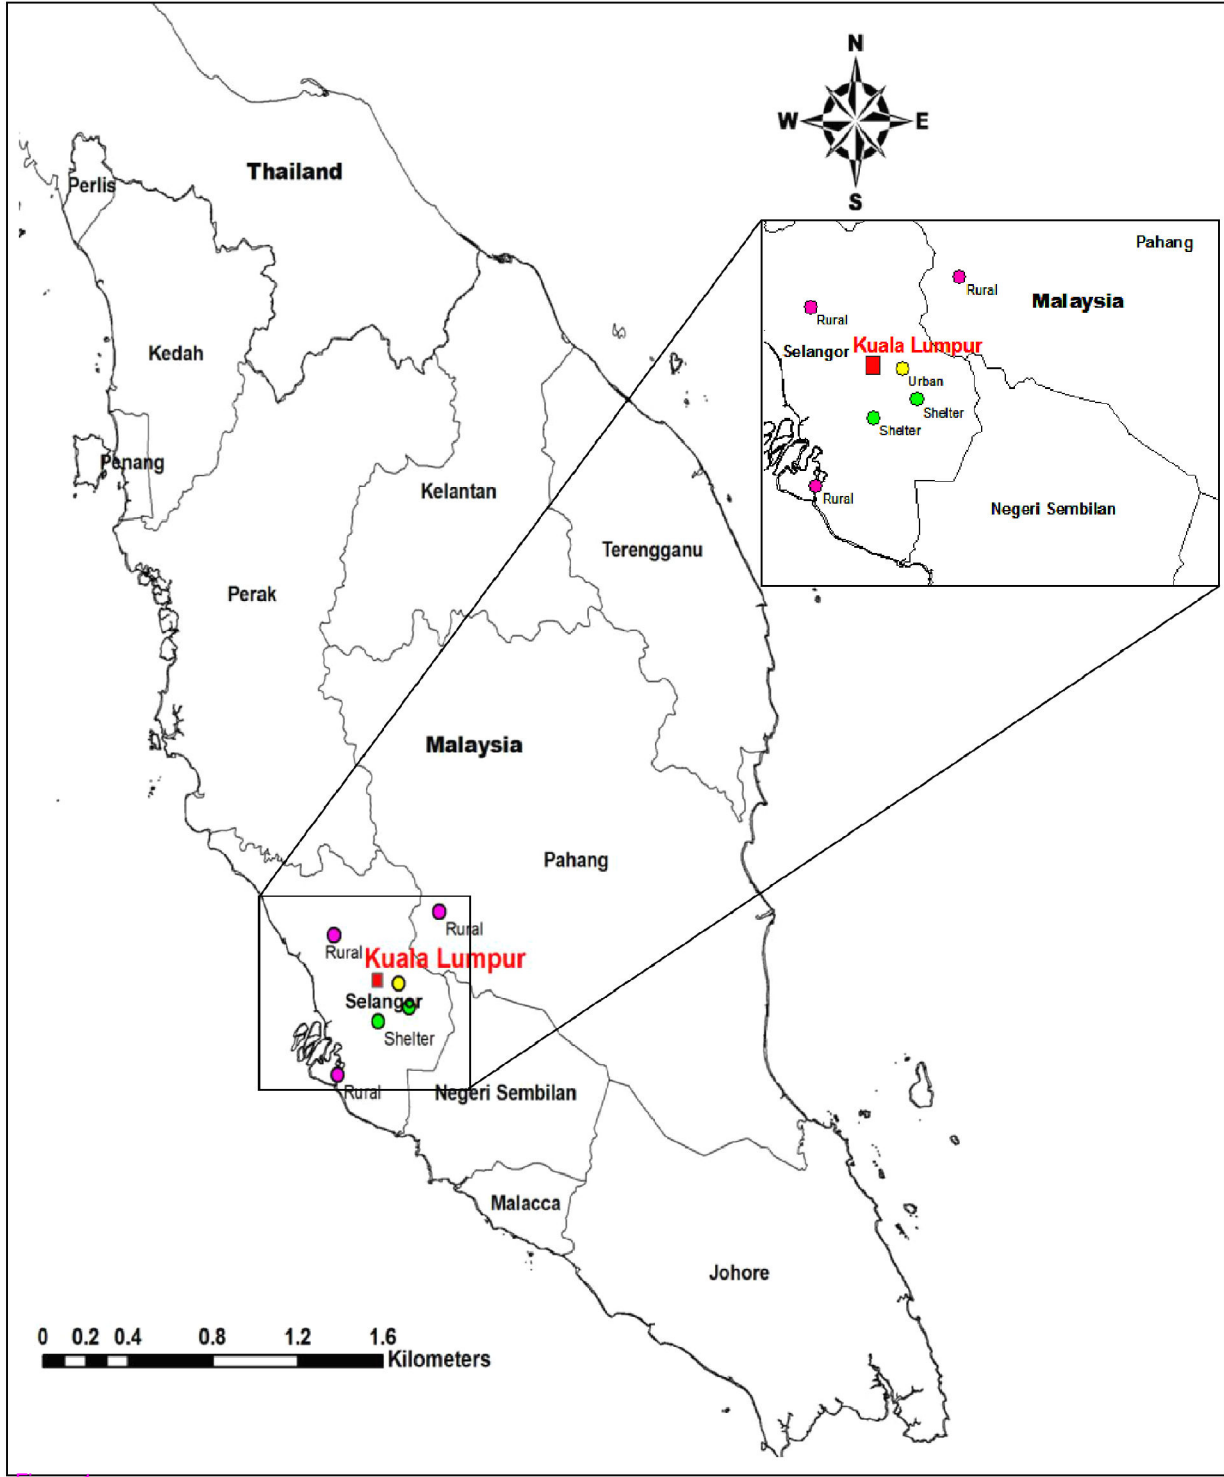 N
W
E
S
Thailand
Perlis
Pahang
Rural
Malaysia
Rural
Kuala Lumpur
Selangor
Urban
Shelter
Shelter
Rural
Negeri Sembilan
Kedah
Penang
Kelantan
Terengganu
Perak
Malaysia
Pahang
Rural
Rural
Kuala Lumpur
Selangor
Shelter
Rural
Negeri Sembilan
Malacca
Johore
0 0.2 0.4 0.8 1.2 1.6
Kilometers